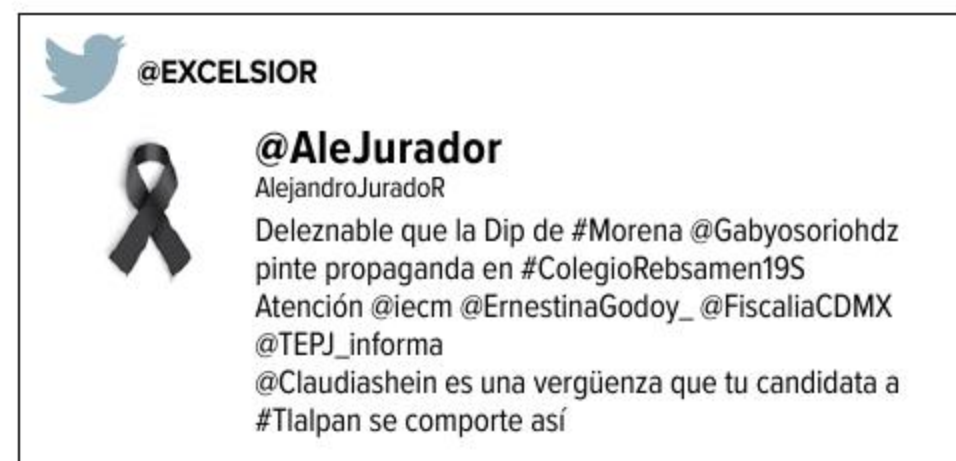 @EXCELSIOR
@AleJurador
AlejandroJuradoR
Deleznable que la Dip de #Morena @Gabyosoriohdz
pinte propaganda en #ColegioRebsamen19S
Atención @iecm @ErnestinaGodoy_ @FiscaliaCDMX
@TEPJ_informa
@Claudiashein es una vergüenza que tu candidata a
#Tlalpan se comporte así